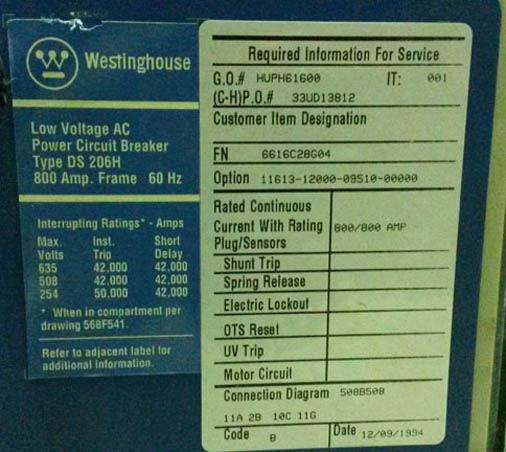 Westinghouse
Low Voltage AC
Power Circuit Breaker
Type DS 206H
800 Amp. Frame 60 Hz
Interrupting Ratings* - Amps
Max. Inst. Short
Volts Trip Delay
635 42,000 42,000
508 42,000 42,000
254 50,000 42,000
* When in compartment per
drawing 568F541.
Refer to adjacent label for
additional information.
Required Information For Service
G.O.# HUPH61600 IT: 001
(C-H)P.O.# 33UD13812
Customer Item Designation
FN 6616C28G04
Option 11613-12000-09510-00000
Rated Continuous
Current With Rating 800/800 AMP
Plug/Sensors
Shunt Trip
Spring Release
Electric Lockout
OTS Reset
UV Trip
Motor Circuit
Connection Diagram 508B508
11A 2B 10C 11G
Code B Date 12/09/1994